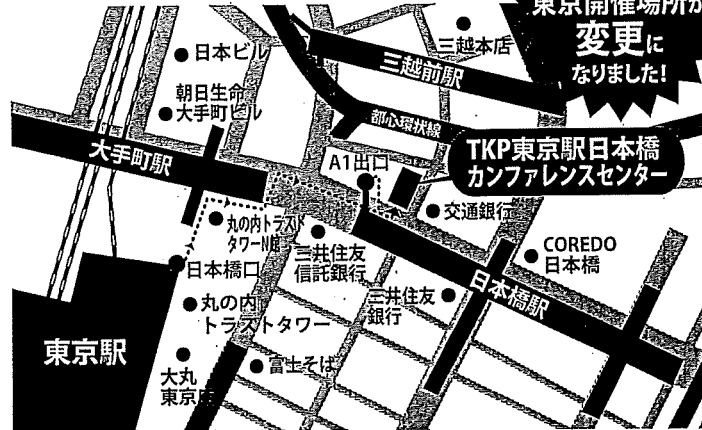 東京開催場所が
変更に
なりました!
日本ビル
三越本店
三越前駅
朝日生命
大手町ビル
都心環状線
大手町駅
A1出口
TKP東京駅日本橋
カンファレンスセンター
丸の内トラスト
タワーN館
交通銀行
三井住友
信託銀行
COREDO
日本橋
日本橋口
日本橋駅
三井住友
銀行
丸の内
トラストタワー
東京駅
富士そば
大丸
東京店